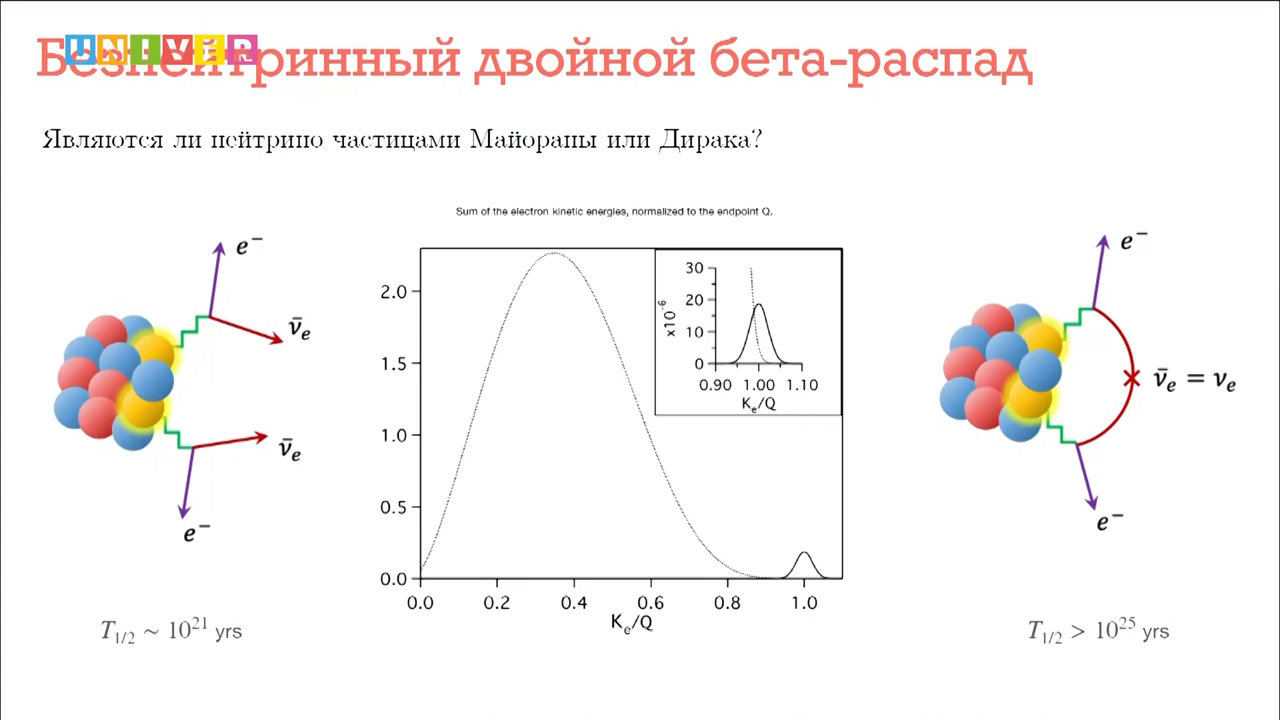 UNIVER
Безнейтринный двойной бета-распад
Являются ли нейтрино частицами Майораны или Дирака?
Sum of the electron kinetic energies, normalized to the endpoint Q.
e⁻
ν̄ₑ
ν̄ₑ
e⁻
T₁/₂ ∼ 10²¹ yrs
2.0
1.5
1.0
0.5
0.0
0.0 0.2 0.4 0.6 0.8 1.0
Kₑ/Q
x10⁻⁶
30
20
10
0
0.90 1.00 1.10
Kₑ/Q
e⁻
ν̄ₑ = νₑ
e⁻
T₁/₂ > 10²⁵ yrs